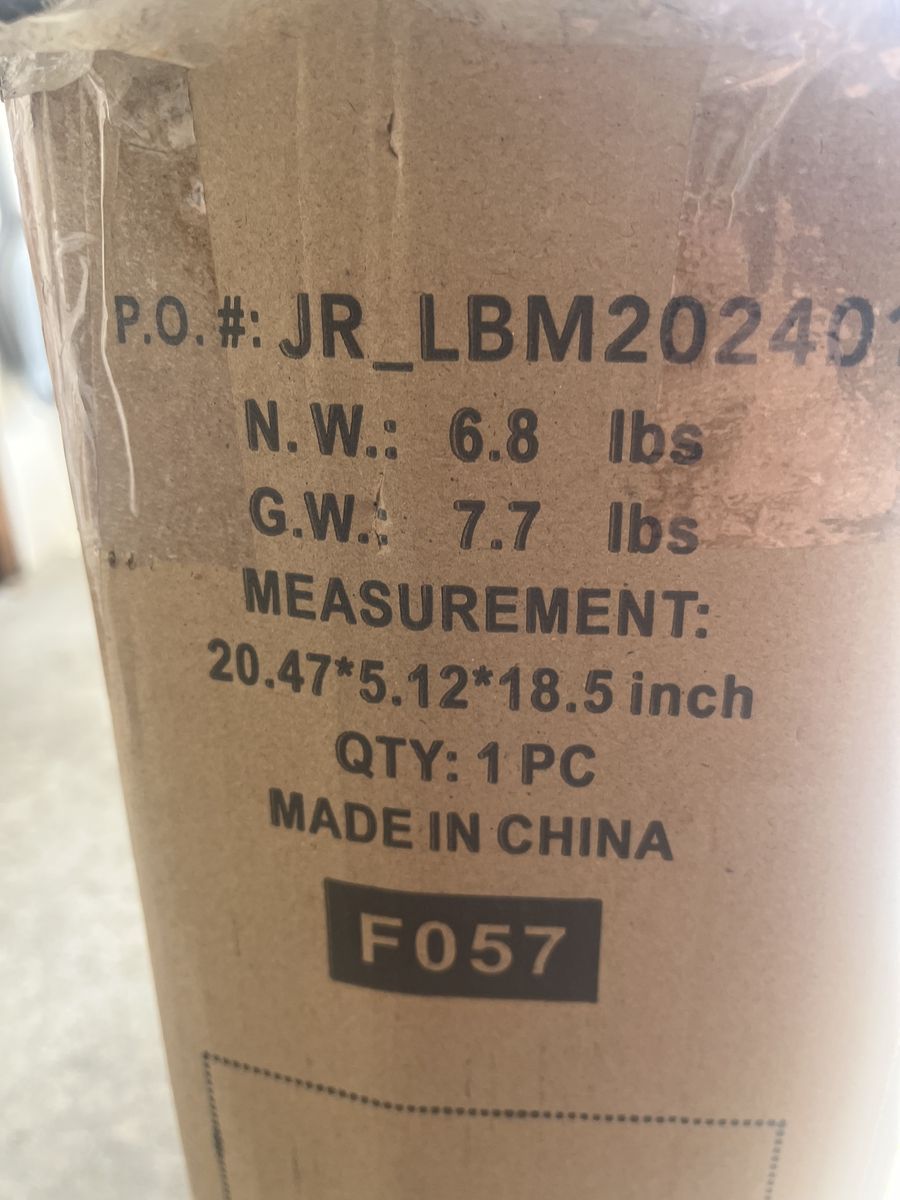 P.O. #: JR_LBM202401
N.W.: 6.8 lbs
G.W.: 7.7 lbs
MEASUREMENT:
20.47*5.12*18.5 inch
QTY: 1 PC
MADE IN CHINA
F057